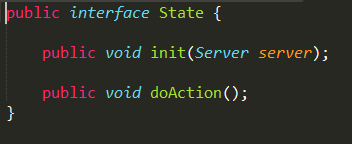 public interface State {
public void init(Server server);
public void doAction();
}